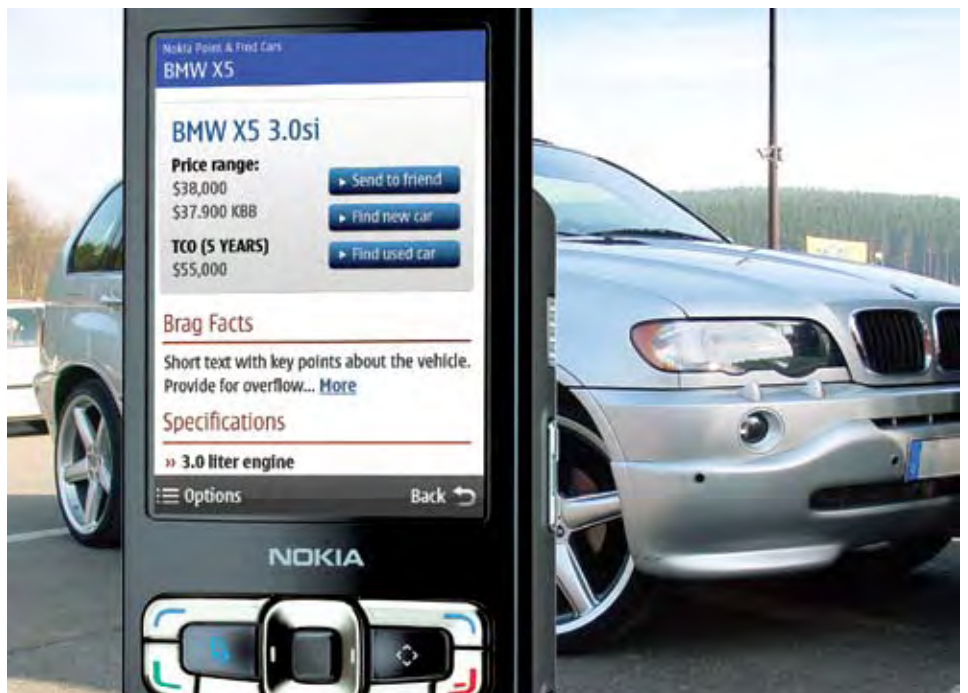 Nokia Point & Find Cars
BMW X5
BMW X5 3.0si
Price range:
$38,000
$37.900 KBB
TCO (5 YEARS)
$55,000
▸ Send to friend
▸ Find new car
▸ Find used car
Brag Facts
Short text with key points about the vehicle.
Provide for overflow... More
Specifications
» 3.0 liter engine
Options
Back
NOKIA